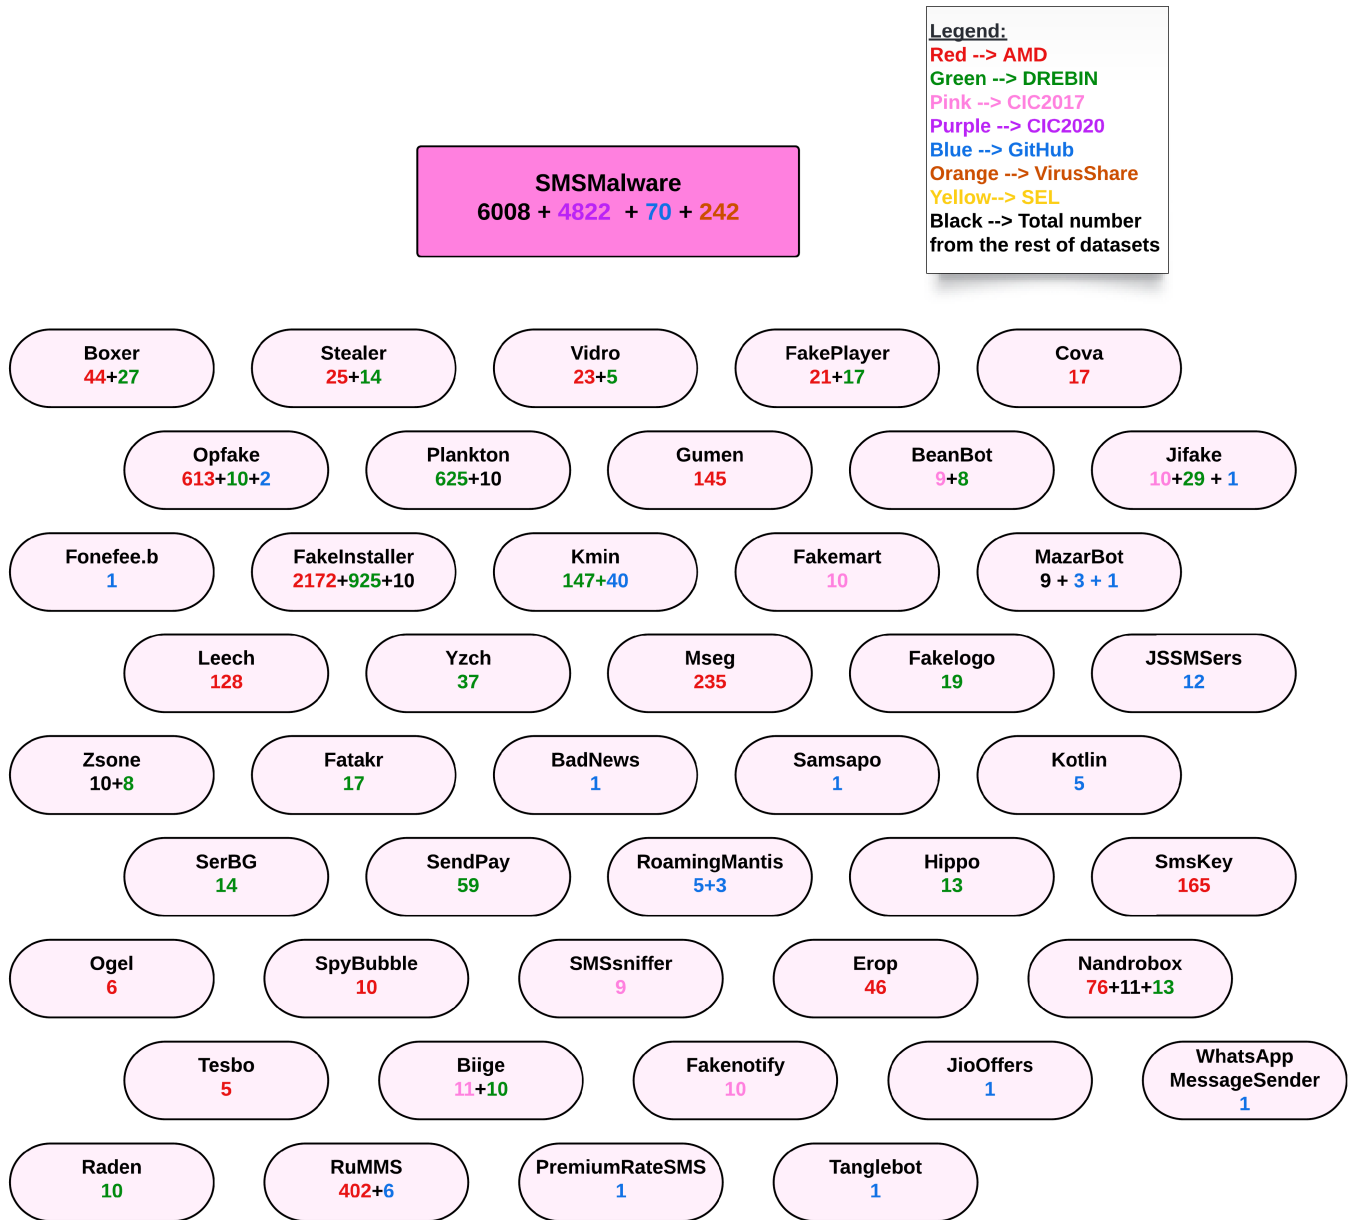 Legend:
Red --> AMD
Green --> DREBIN
Pink --> CIC2017
Purple --> CIC2020
Blue --> GitHub
Orange --> VirusShare
Yellow--> SEL
Black --> Total number
from the rest of datasets
SMSMalware
6008 + 4822 + 70 + 242
Boxer
44+27
Stealer
25+14
Vidro
23+5
FakePlayer
21+17
Cova
17
Opfake
613+10+2
Plankton
625+10
Gumen
145
BeanBot
9+8
Jifake
10+29 + 1
Fonefee.b
1
FakeInstaller
2172+925+10
Kmin
147+40
Fakemart
10
MazarBot
9 + 3 + 1
Leech
128
Yzch
37
Mseg
235
Fakelogo
19
JSSMSers
12
Zsone
10+8
Fatakr
17
BadNews
1
Samsapo
1
Kotlin
5
SerBG
14
SendPay
59
RoamingMantis
5+3
Hippo
13
SmsKey
165
Ogel
6
SpyBubble
10
SMSsniffer
9
Erop
46
Nandrobox
76+11+13
Tesbo
5
Biige
11+10
Fakenotify
10
JioOffers
1
WhatsApp
MessageSender
1
Raden
10
RuMMS
402+6
PremiumRateSMS
1
Tanglebot
1